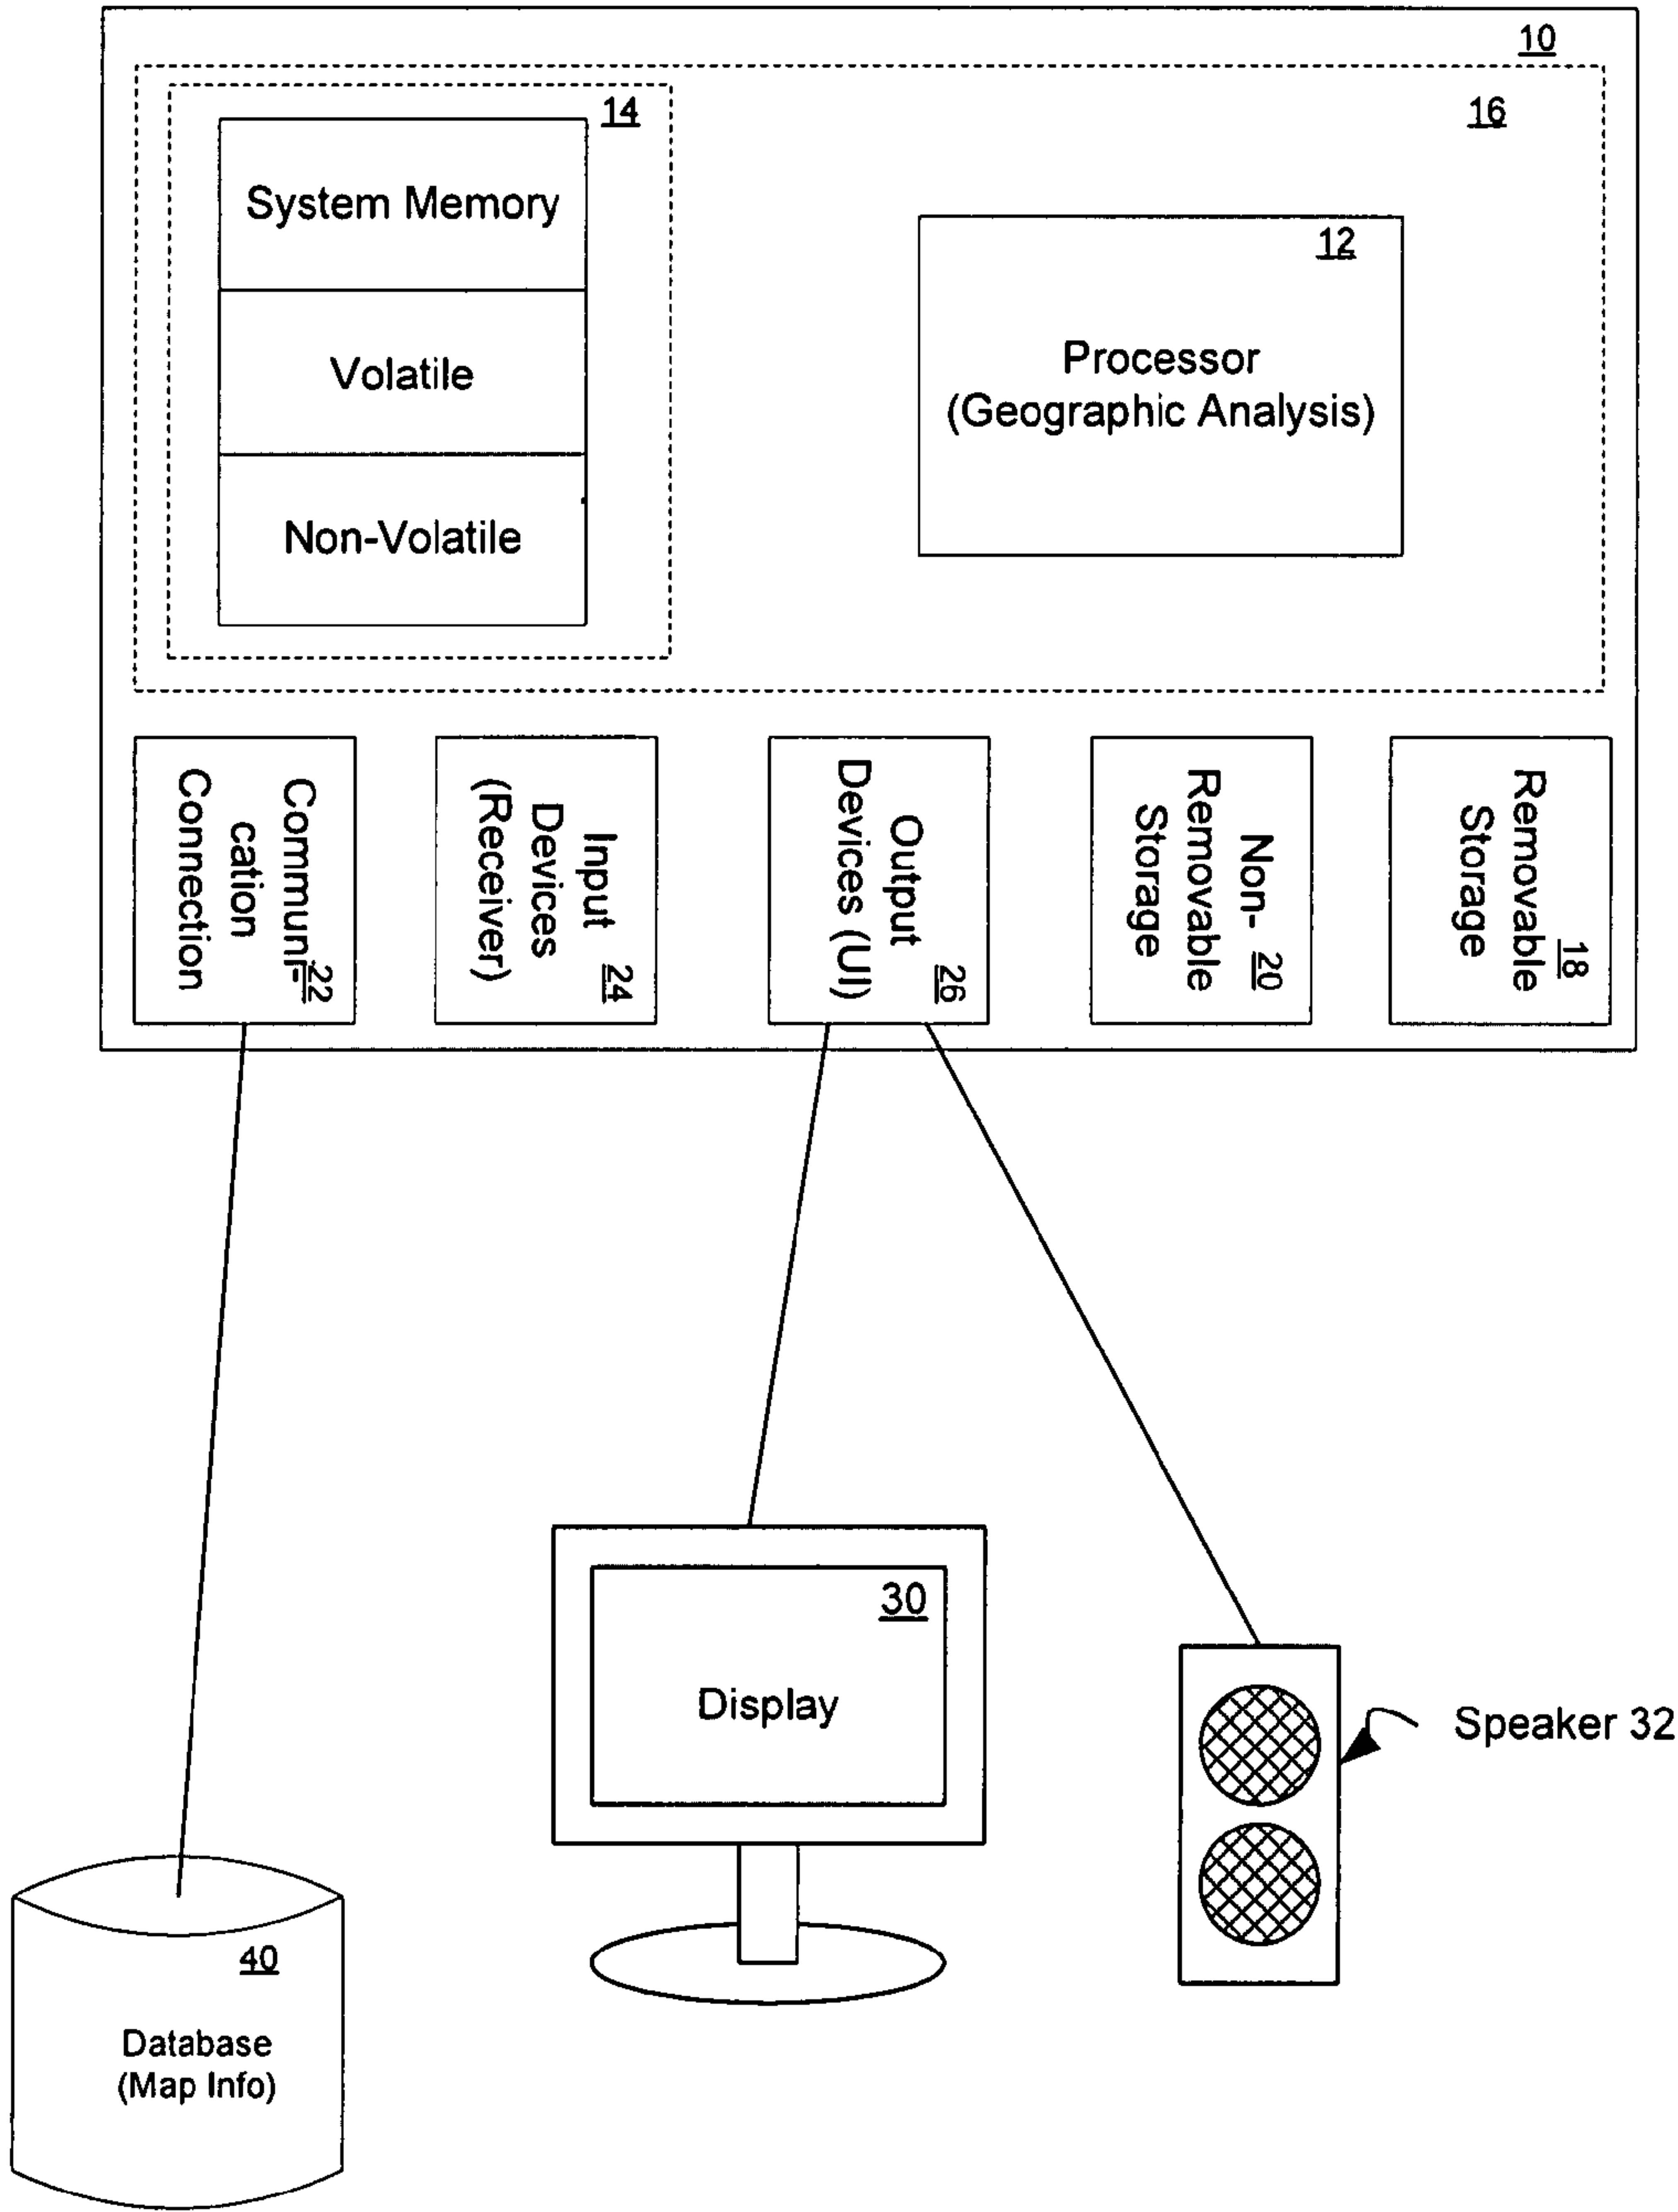 10
14
16
System Memory
Volatile
Non-Volatile
12
Processor
(Geographic Analysis)
Communi-
cation
Connection
22
Input
Devices
(Receiver)
24
Output
Devices (UI)
26
Non-
Removable
Storage
20
Removable
Storage
18
30
Display
Speaker 32
40
Database
(Map Info)